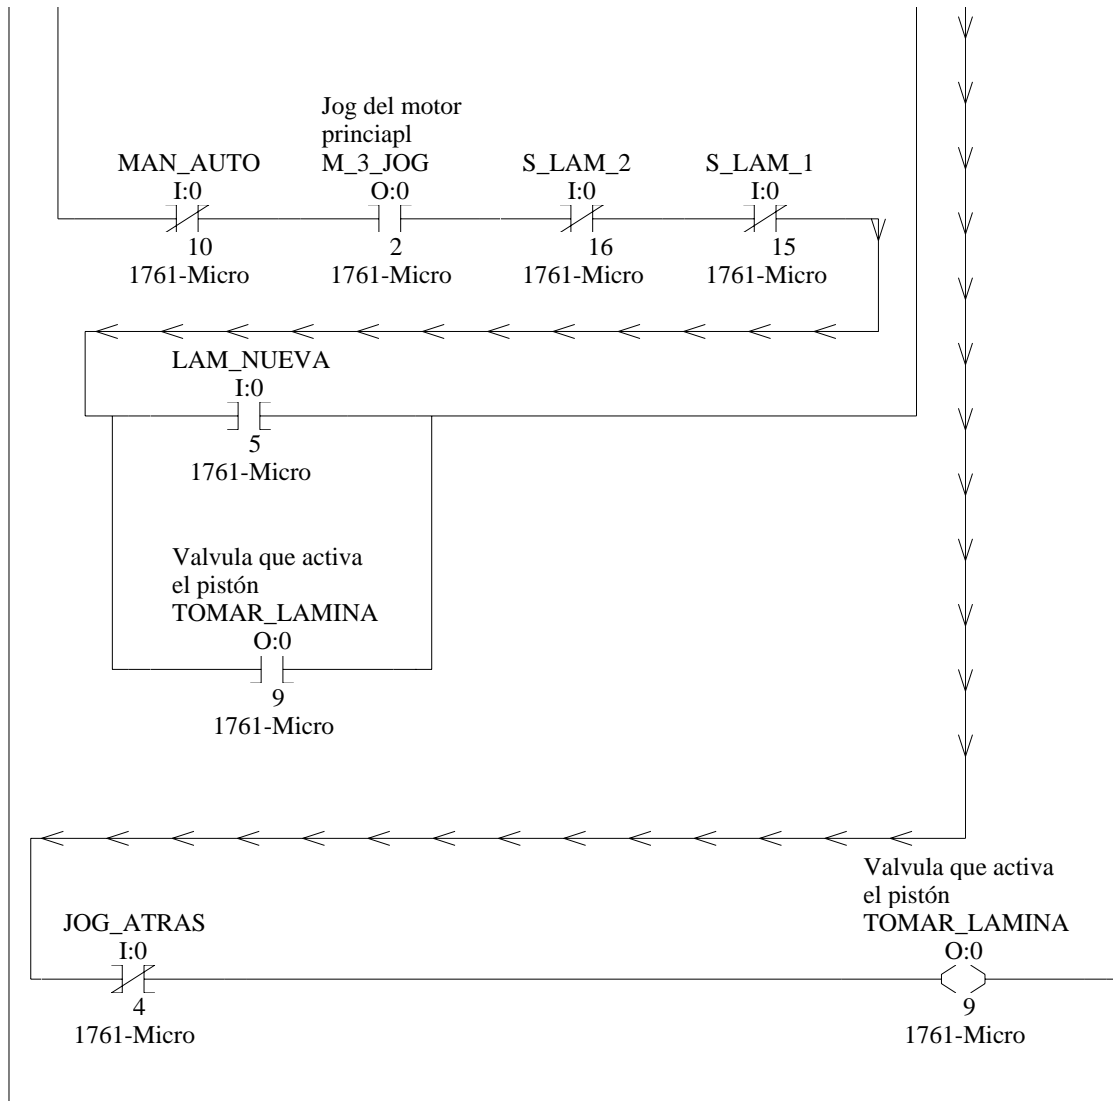 Jog del motor
princiapl
MAN_AUTO M_3_JOG S_LAM_2 S_LAM_1
I:0 O:0 I:0 I:0
10 2 16 15
1761-Micro 1761-Micro 1761-Micro 1761-Micro
LAM_NUEVA
I:0
5
1761-Micro
Valvula que activa
el pistón
TOMAR_LAMINA
O:0
9
1761-Micro
Valvula que activa
el pistón
JOG_ATRAS TOMAR_LAMINA
I:0 O:0
4 9
1761-Micro 1761-Micro